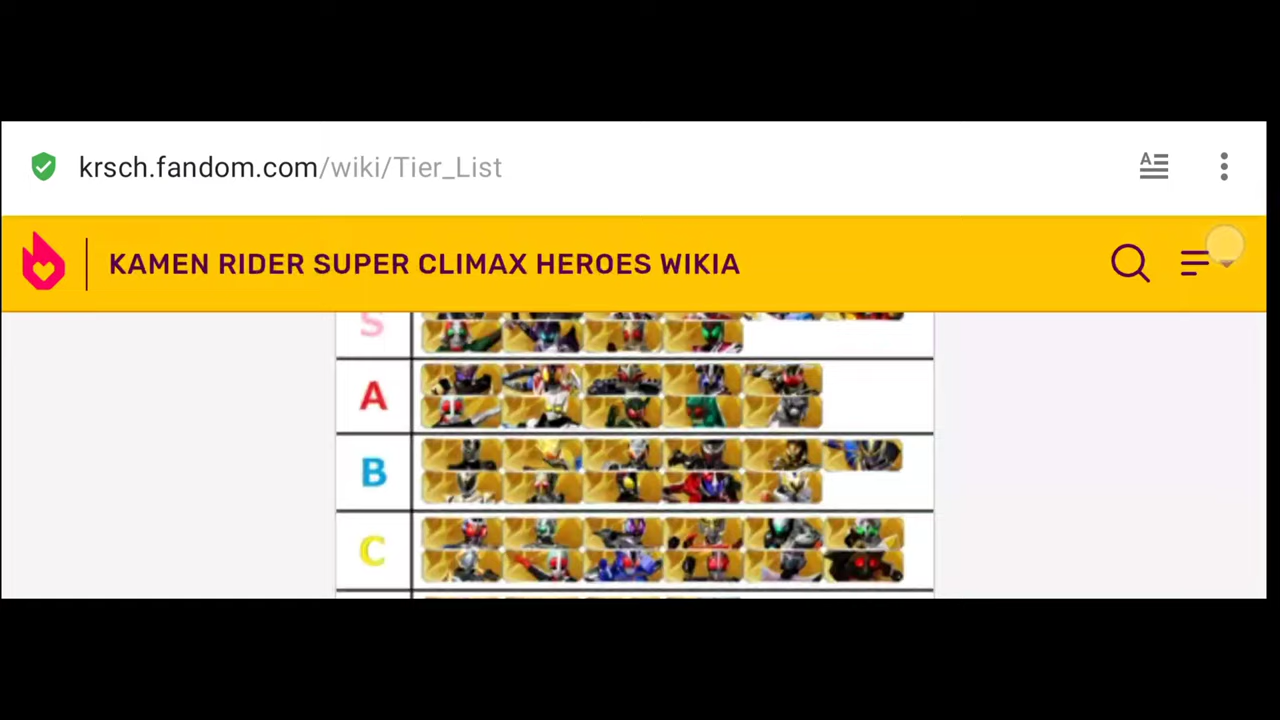 krsch.fandom.com/wiki/Tier_List
KAMEN RIDER SUPER CLIMAX HEROES WIKIA
S
A
B
C